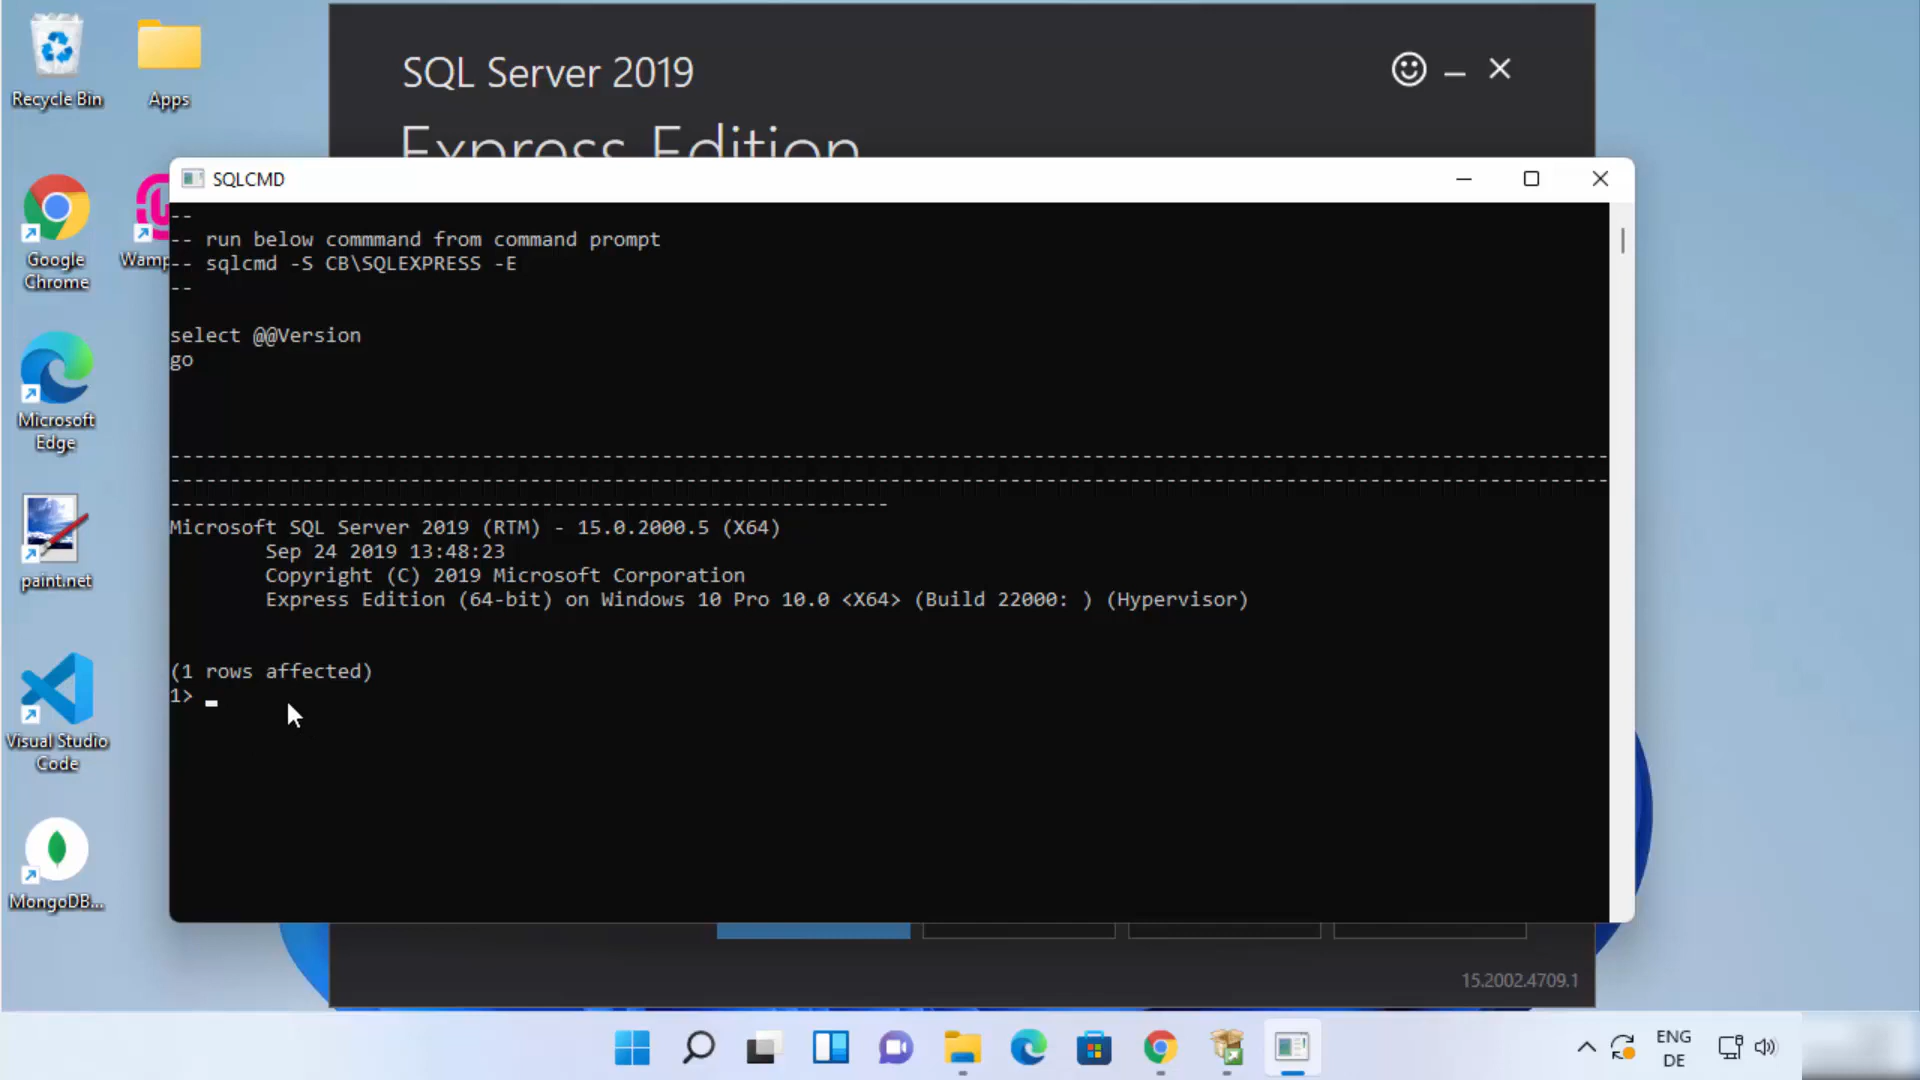 Recycle Bin
Apps
SQL Server 2019
Express Edition
SQLCMD
Google
Chrome
Wamp
--
-- run below commmand from command prompt
-- sqlcmd -S CB\SQLEXPRESS -E
--
select @@Version
go
------------------------------------------------------------------------------------------------------------------------
------------------------------------------------------------------------------------------------------------------------
------------------------------------------------------------
Microsoft SQL Server 2019 (RTM) - 15.0.2000.5 (X64)
Sep 24 2019 13:48:23
Copyright (C) 2019 Microsoft Corporation
Express Edition (64-bit) on Windows 10 Pro 10.0 <X64> (Build 22000: ) (Hypervisor)
(1 rows affected)
1>
Microsoft
Edge
paint.net
Visual Studio
Code
MongoDB...
15.2002.4709.1
ENG
DE